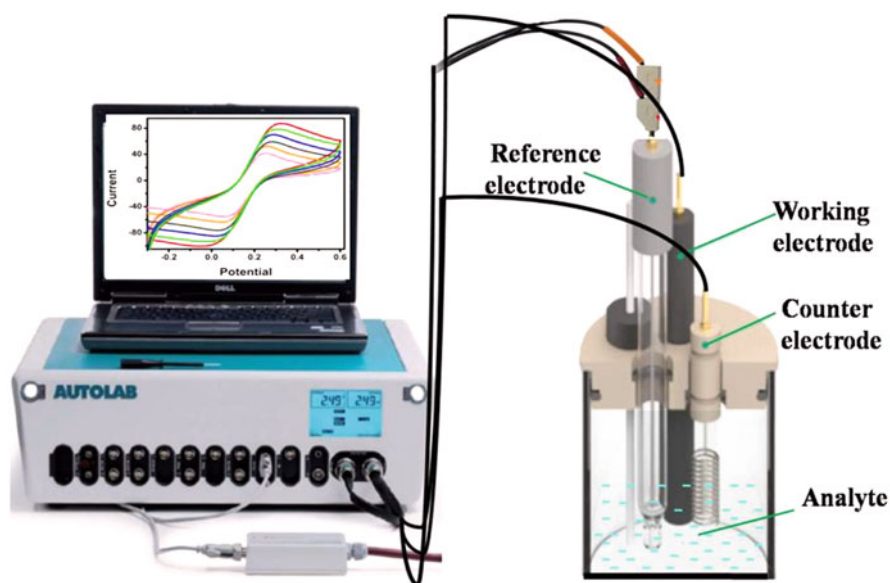 80
40
0
-40
-80
Current
-0.2 0.0 0.2 0.4 0.6
Potential
DELL
AUTOLAB
Reference
electrode
Working
electrode
Counter
electrode
Analyte